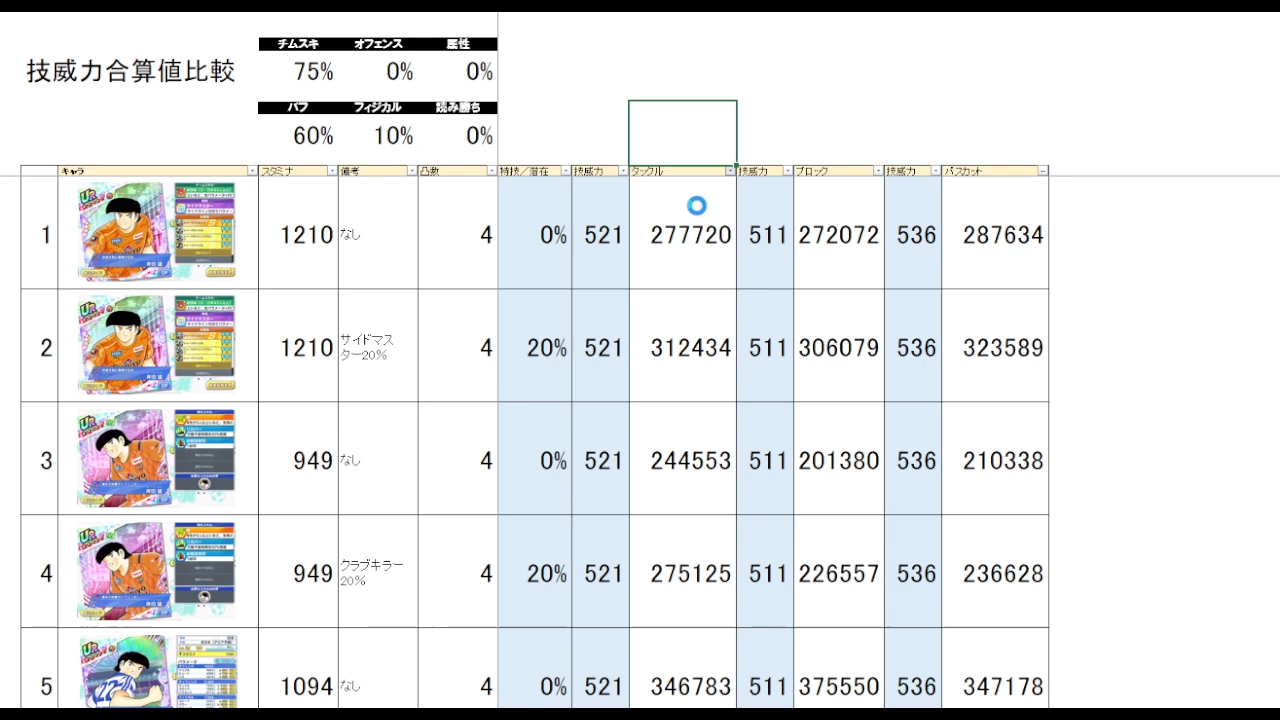 チムスキ オフェンス 属性
技威力合算値比較 75% 0% 0%
バフ フィジカル 読み勝ち
60% 10% 0%
キャラ スタミナ 備考 凸数 特技／潜在 技威力 タックル 技威力 ブロック 技威力 パスカット
1 UR 1210 なし 4 0% 521 277720 511 272072 536 287634
2 UR 1210 サイドマス
ター20% 4 20% 521 312434 511 306079 536 323589
3 UR 949 なし 4 0% 521 244553 511 201380 536 210338
4 UR 949 クラブキラー
20% 4 20% 521 275125 511 226557 536 236628
5 UR 1094 なし 4 0% 521 346783 511 375550 536 347178